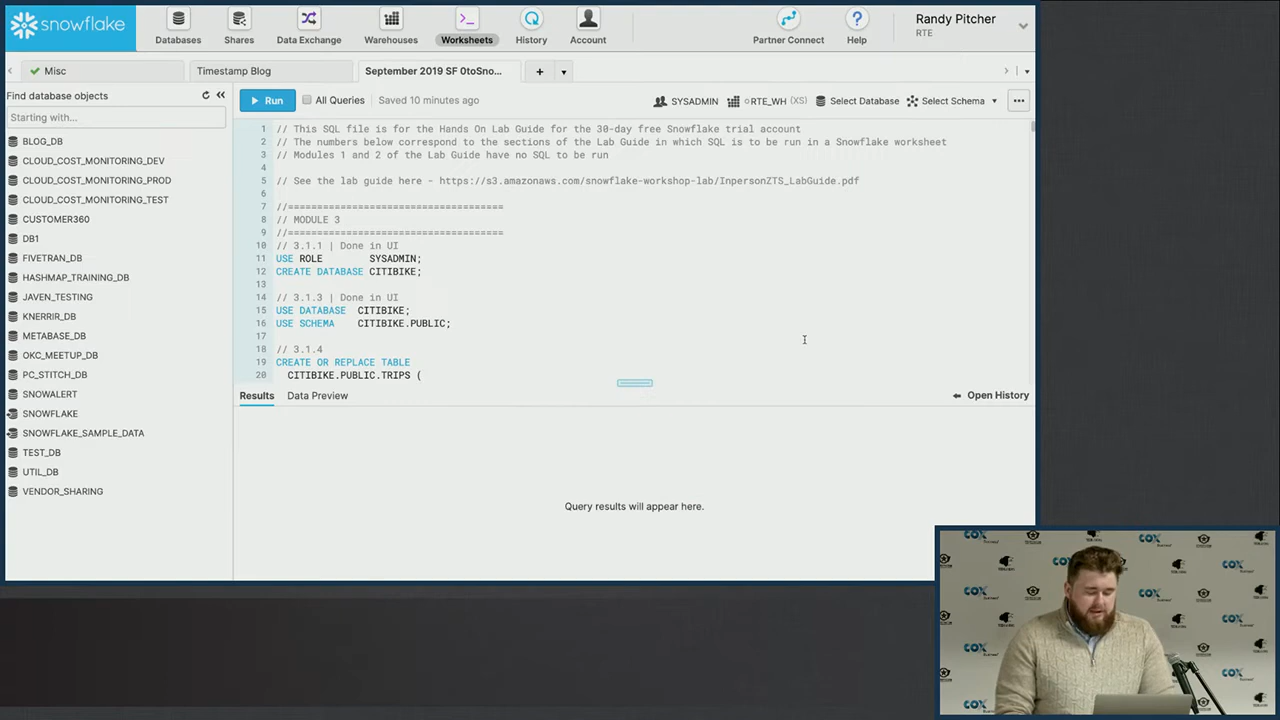 snowflake
Databases
Shares
Data Exchange
Warehouses
Worksheets
History
Account
Partner Connect
Help
Randy Pitcher
RTE
Misc
Timestamp Blog
September 2019 SF 0toSno...
Find database objects
Starting with...
BLOG_DB
CLOUD_COST_MONITORING_DEV
CLOUD_COST_MONITORING_PROD
CLOUD_COST_MONITORING_TEST
CUSTOMER360
DB1
FIVETRAN_DB
HASHMAP_TRAINING_DB
JAVEN_TESTING
KNERRIR_DB
METABASE_DB
OKC_MEETUP_DB
PC_STITCH_DB
SNOWALERT
SNOWFLAKE
SNOWFLAKE_SAMPLE_DATA
TEST_DB
UTIL_DB
VENDOR_SHARING
Run
All Queries
Saved 10 minutes ago
SYSADMIN
RTE_WH (XS)
Select Database
Select Schema
1 // This SQL file is for the Hands On Lab Guide for the 30-day free Snowflake trial account
2 // The numbers below correspond to the sections of the Lab Guide in which SQL is to be run in a Snowflake worksheet
3 // Modules 1 and 2 of the Lab Guide have no SQL to be run
4
5 // See the lab guide here - https://s3.amazonaws.com/snowflake-workshop-lab/InpersonZTS_LabGuide.pdf
6
7 //======================================
8 // MODULE 3
9 //======================================
10 // 3.1.1 | Done in UI
11 USE ROLE SYSADMIN;
12 CREATE DATABASE CITIBIKE;
13
14 // 3.1.3 | Done in UI
15 USE DATABASE CITIBIKE;
16 USE SCHEMA CITIBIKE.PUBLIC;
17
18 // 3.1.4
19 CREATE OR REPLACE TABLE
20 CITIBIKE.PUBLIC.TRIPS (
Results
Data Preview
Open History
Query results will appear here.
COX
COX
COX
COX
COX
COX
COX